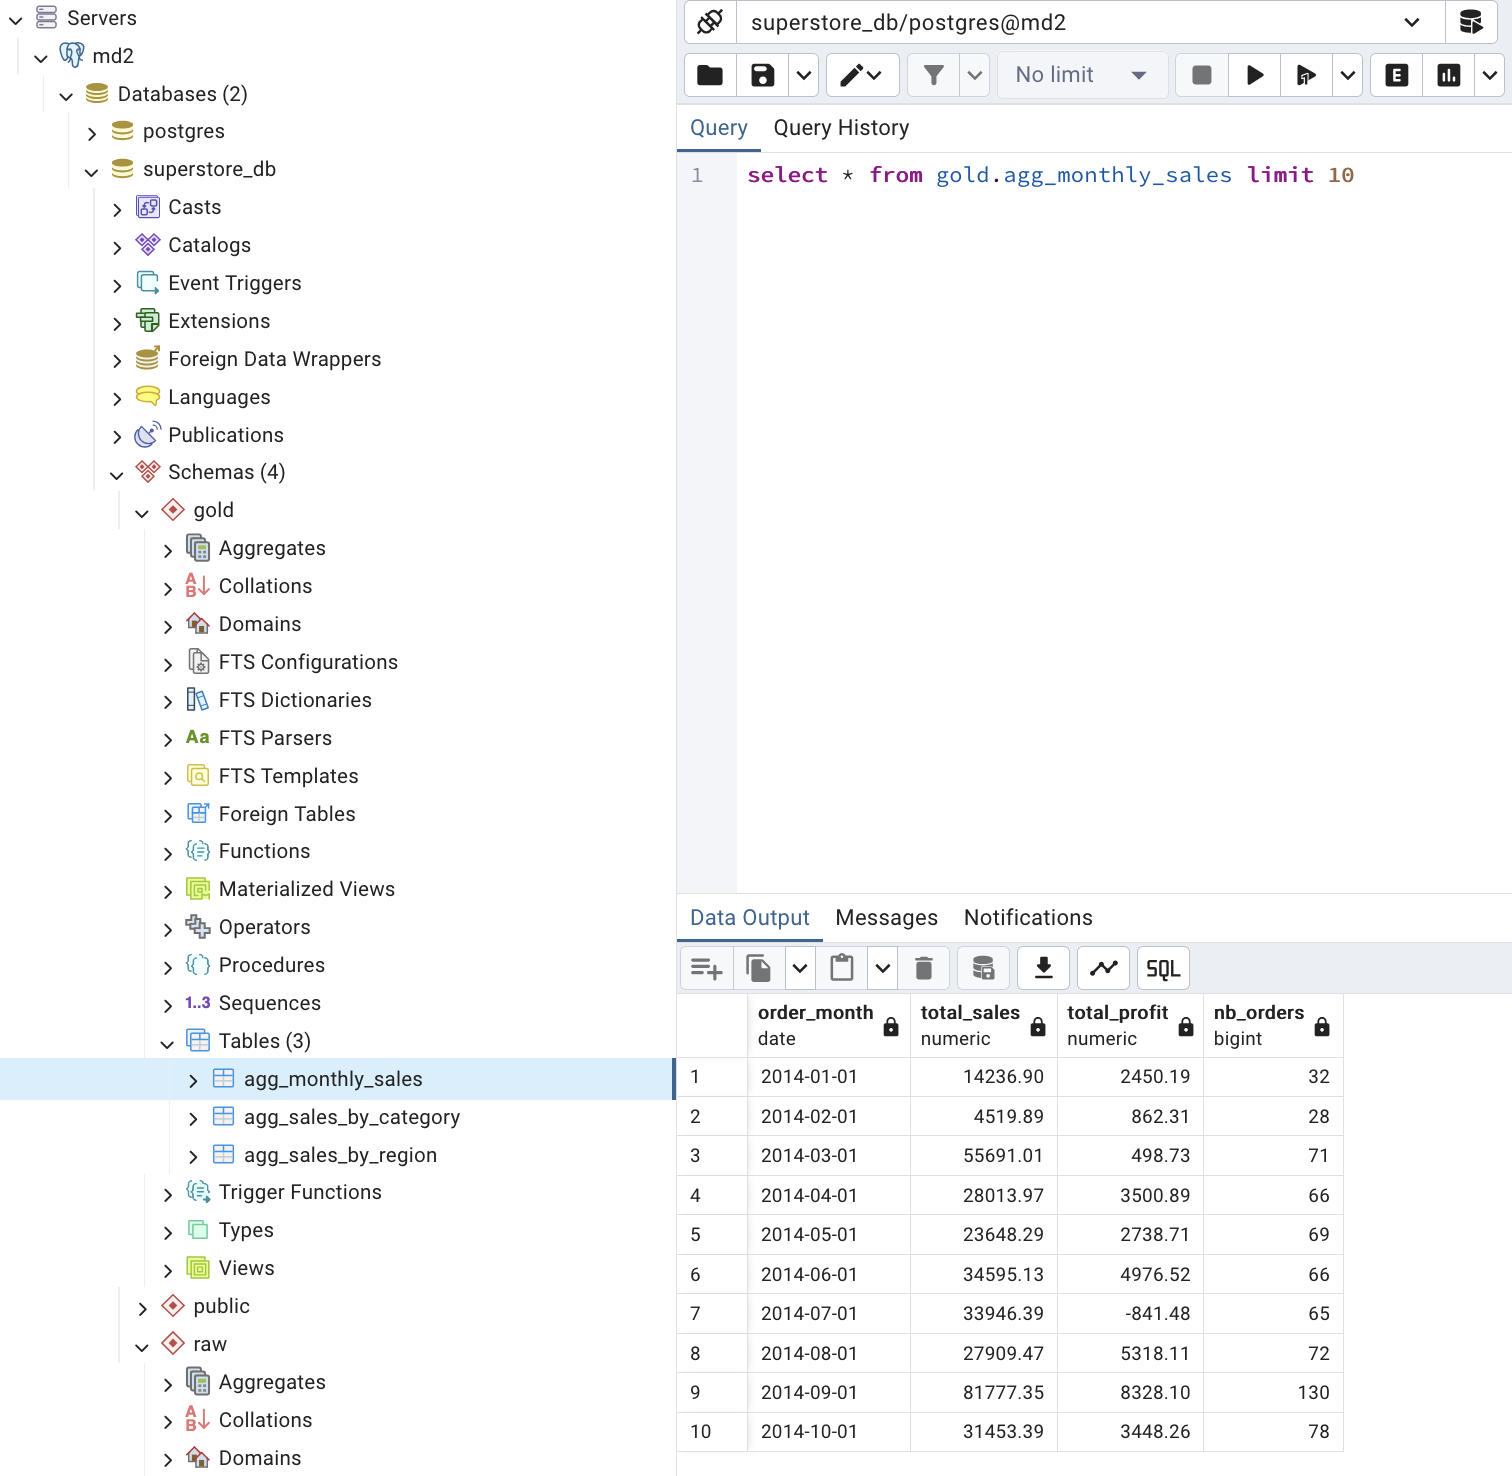 Servers
md2
Databases (2)
postgres
superstore_db
Casts
Catalogs
Event Triggers
Extensions
Foreign Data Wrappers
Languages
Publications
Schemas (4)
gold
Aggregates
Collations
Domains
FTS Configurations
FTS Dictionaries
Aa FTS Parsers
FTS Templates
Foreign Tables
Functions
Materialized Views
Operators
Procedures
1..3 Sequences
Tables (3)
agg_monthly_sales
agg_sales_by_category
agg_sales_by_region
Trigger Functions
Types
Views
public
raw
Aggregates
Collations
Domains
superstore_db/postgres@md2
No limit
E
Query Query History
1 select * from gold.agg_monthly_sales limit 10
Data Output Messages Notifications
SQL
order_month total_sales total_profit nb_orders
date numeric numeric bigint
1 2014-01-01 14236.90 2450.19 32
2 2014-02-01 4519.89 862.31 28
3 2014-03-01 55691.01 498.73 71
4 2014-04-01 28013.97 3500.89 66
5 2014-05-01 23648.29 2738.71 69
6 2014-06-01 34595.13 4976.52 66
7 2014-07-01 33946.39 -841.48 65
8 2014-08-01 27909.47 5318.11 72
9 2014-09-01 81777.35 8328.10 130
10 2014-10-01 31453.39 3448.26 78